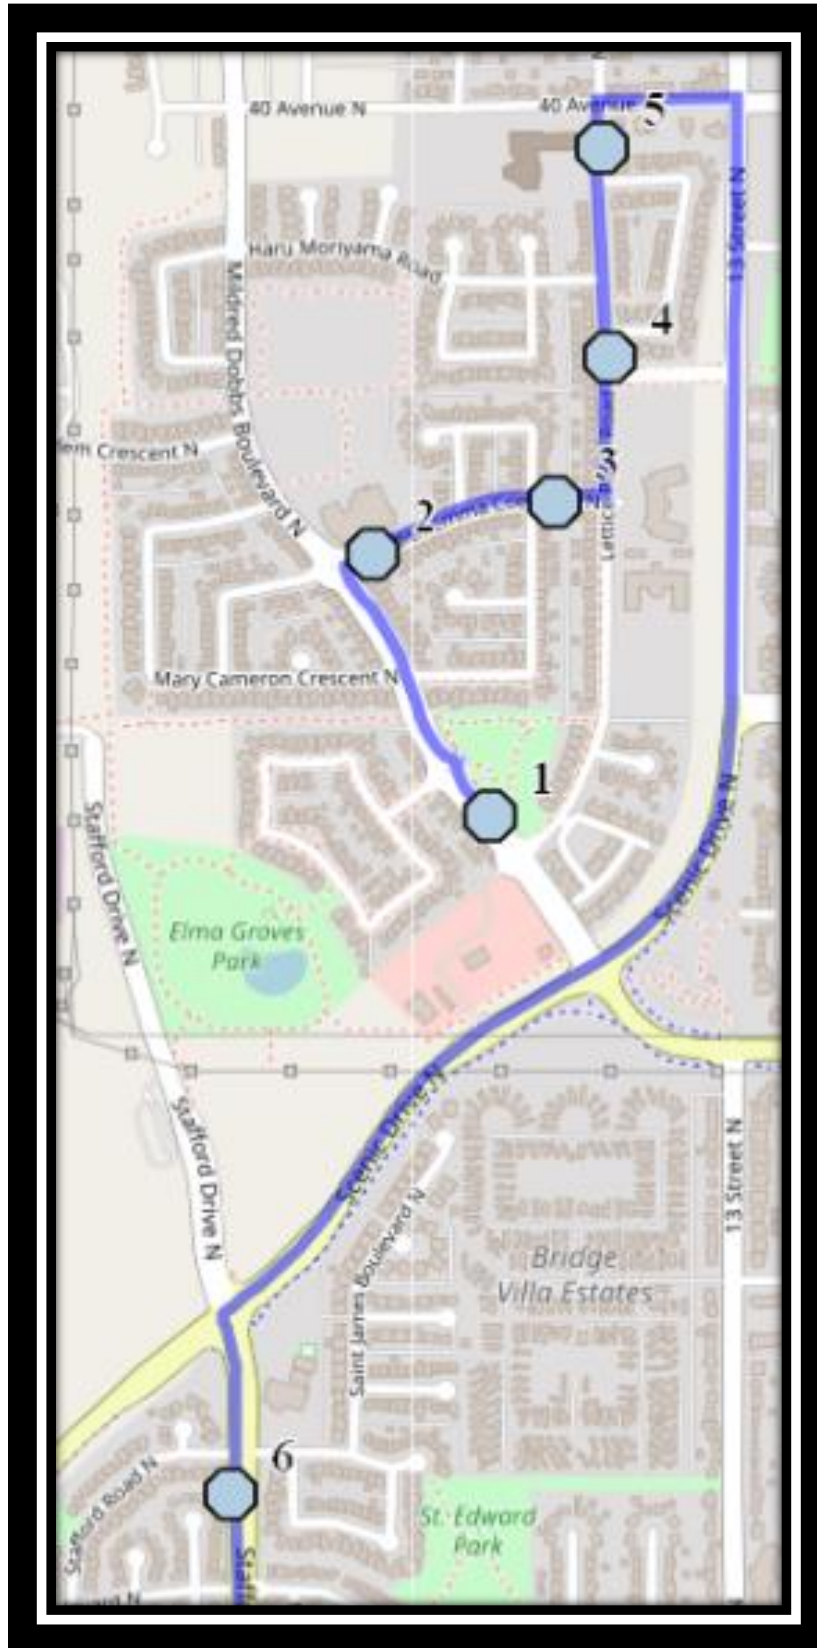 40 Avenue N
40 Avenue
5
13 Street N
Haru Moriyama Road
Mildred Dobbs Boulevard N
4
Crescent N
3
2
Mary Cameron Crescent N
1
Stafford Drive N
Scenic Drive N
Elma Groves
Park
Stafford Drive N
Scenic Drive N
13 Street N
Saint James Boulevard N
Bridge
Villa Estates
6
Stafford Road N
St. Edward
Park